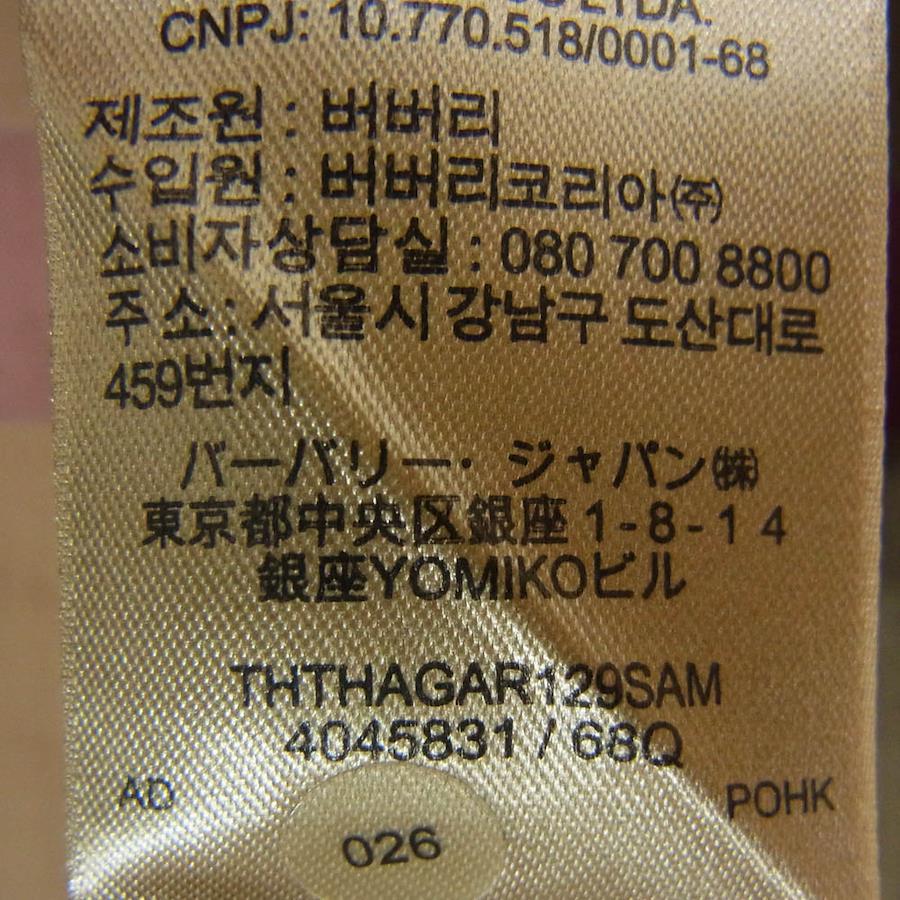 LTDA.
CNPJ: 10.770.518/0001-68
제조원 : 버버리
수입원 : 버버리코리아㈜
소비자상담실 : 080 700 8800
주소 : 서울시 강남구 도산대로
459번지
バーバリー・ジャパン㈱
東京都中央区銀座1-8-14
銀座YOMIKOビル
THTHAGAR129SAM
4045831 / 68Q
AD
POHK
026